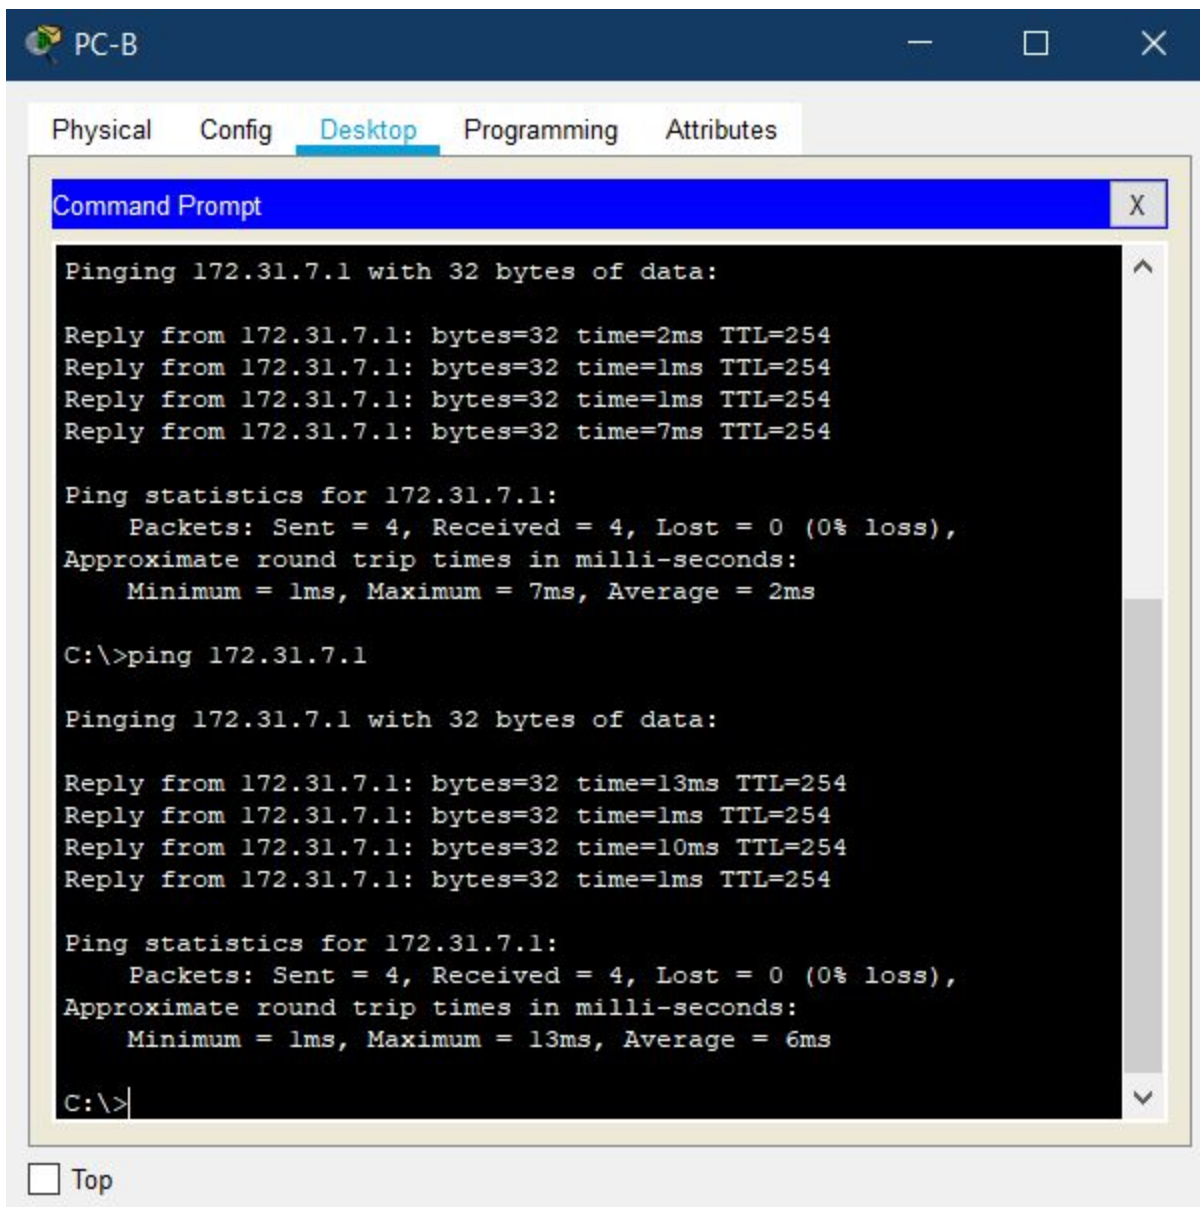 PC-B
Physical Config Desktop Programming Attributes
Command Prompt X
Pinging 172.31.7.1 with 32 bytes of data:
Reply from 172.31.7.1: bytes=32 time=2ms TTL=254
Reply from 172.31.7.1: bytes=32 time=1ms TTL=254
Reply from 172.31.7.1: bytes=32 time=1ms TTL=254
Reply from 172.31.7.1: bytes=32 time=7ms TTL=254
Ping statistics for 172.31.7.1:
Packets: Sent = 4, Received = 4, Lost = 0 (0% loss),
Approximate round trip times in milli-seconds:
Minimum = 1ms, Maximum = 7ms, Average = 2ms
C:\>ping 172.31.7.1
Pinging 172.31.7.1 with 32 bytes of data:
Reply from 172.31.7.1: bytes=32 time=13ms TTL=254
Reply from 172.31.7.1: bytes=32 time=1ms TTL=254
Reply from 172.31.7.1: bytes=32 time=10ms TTL=254
Reply from 172.31.7.1: bytes=32 time=1ms TTL=254
Ping statistics for 172.31.7.1:
Packets: Sent = 4, Received = 4, Lost = 0 (0% loss),
Approximate round trip times in milli-seconds:
Minimum = 1ms, Maximum = 13ms, Average = 6ms
C:\>
Top